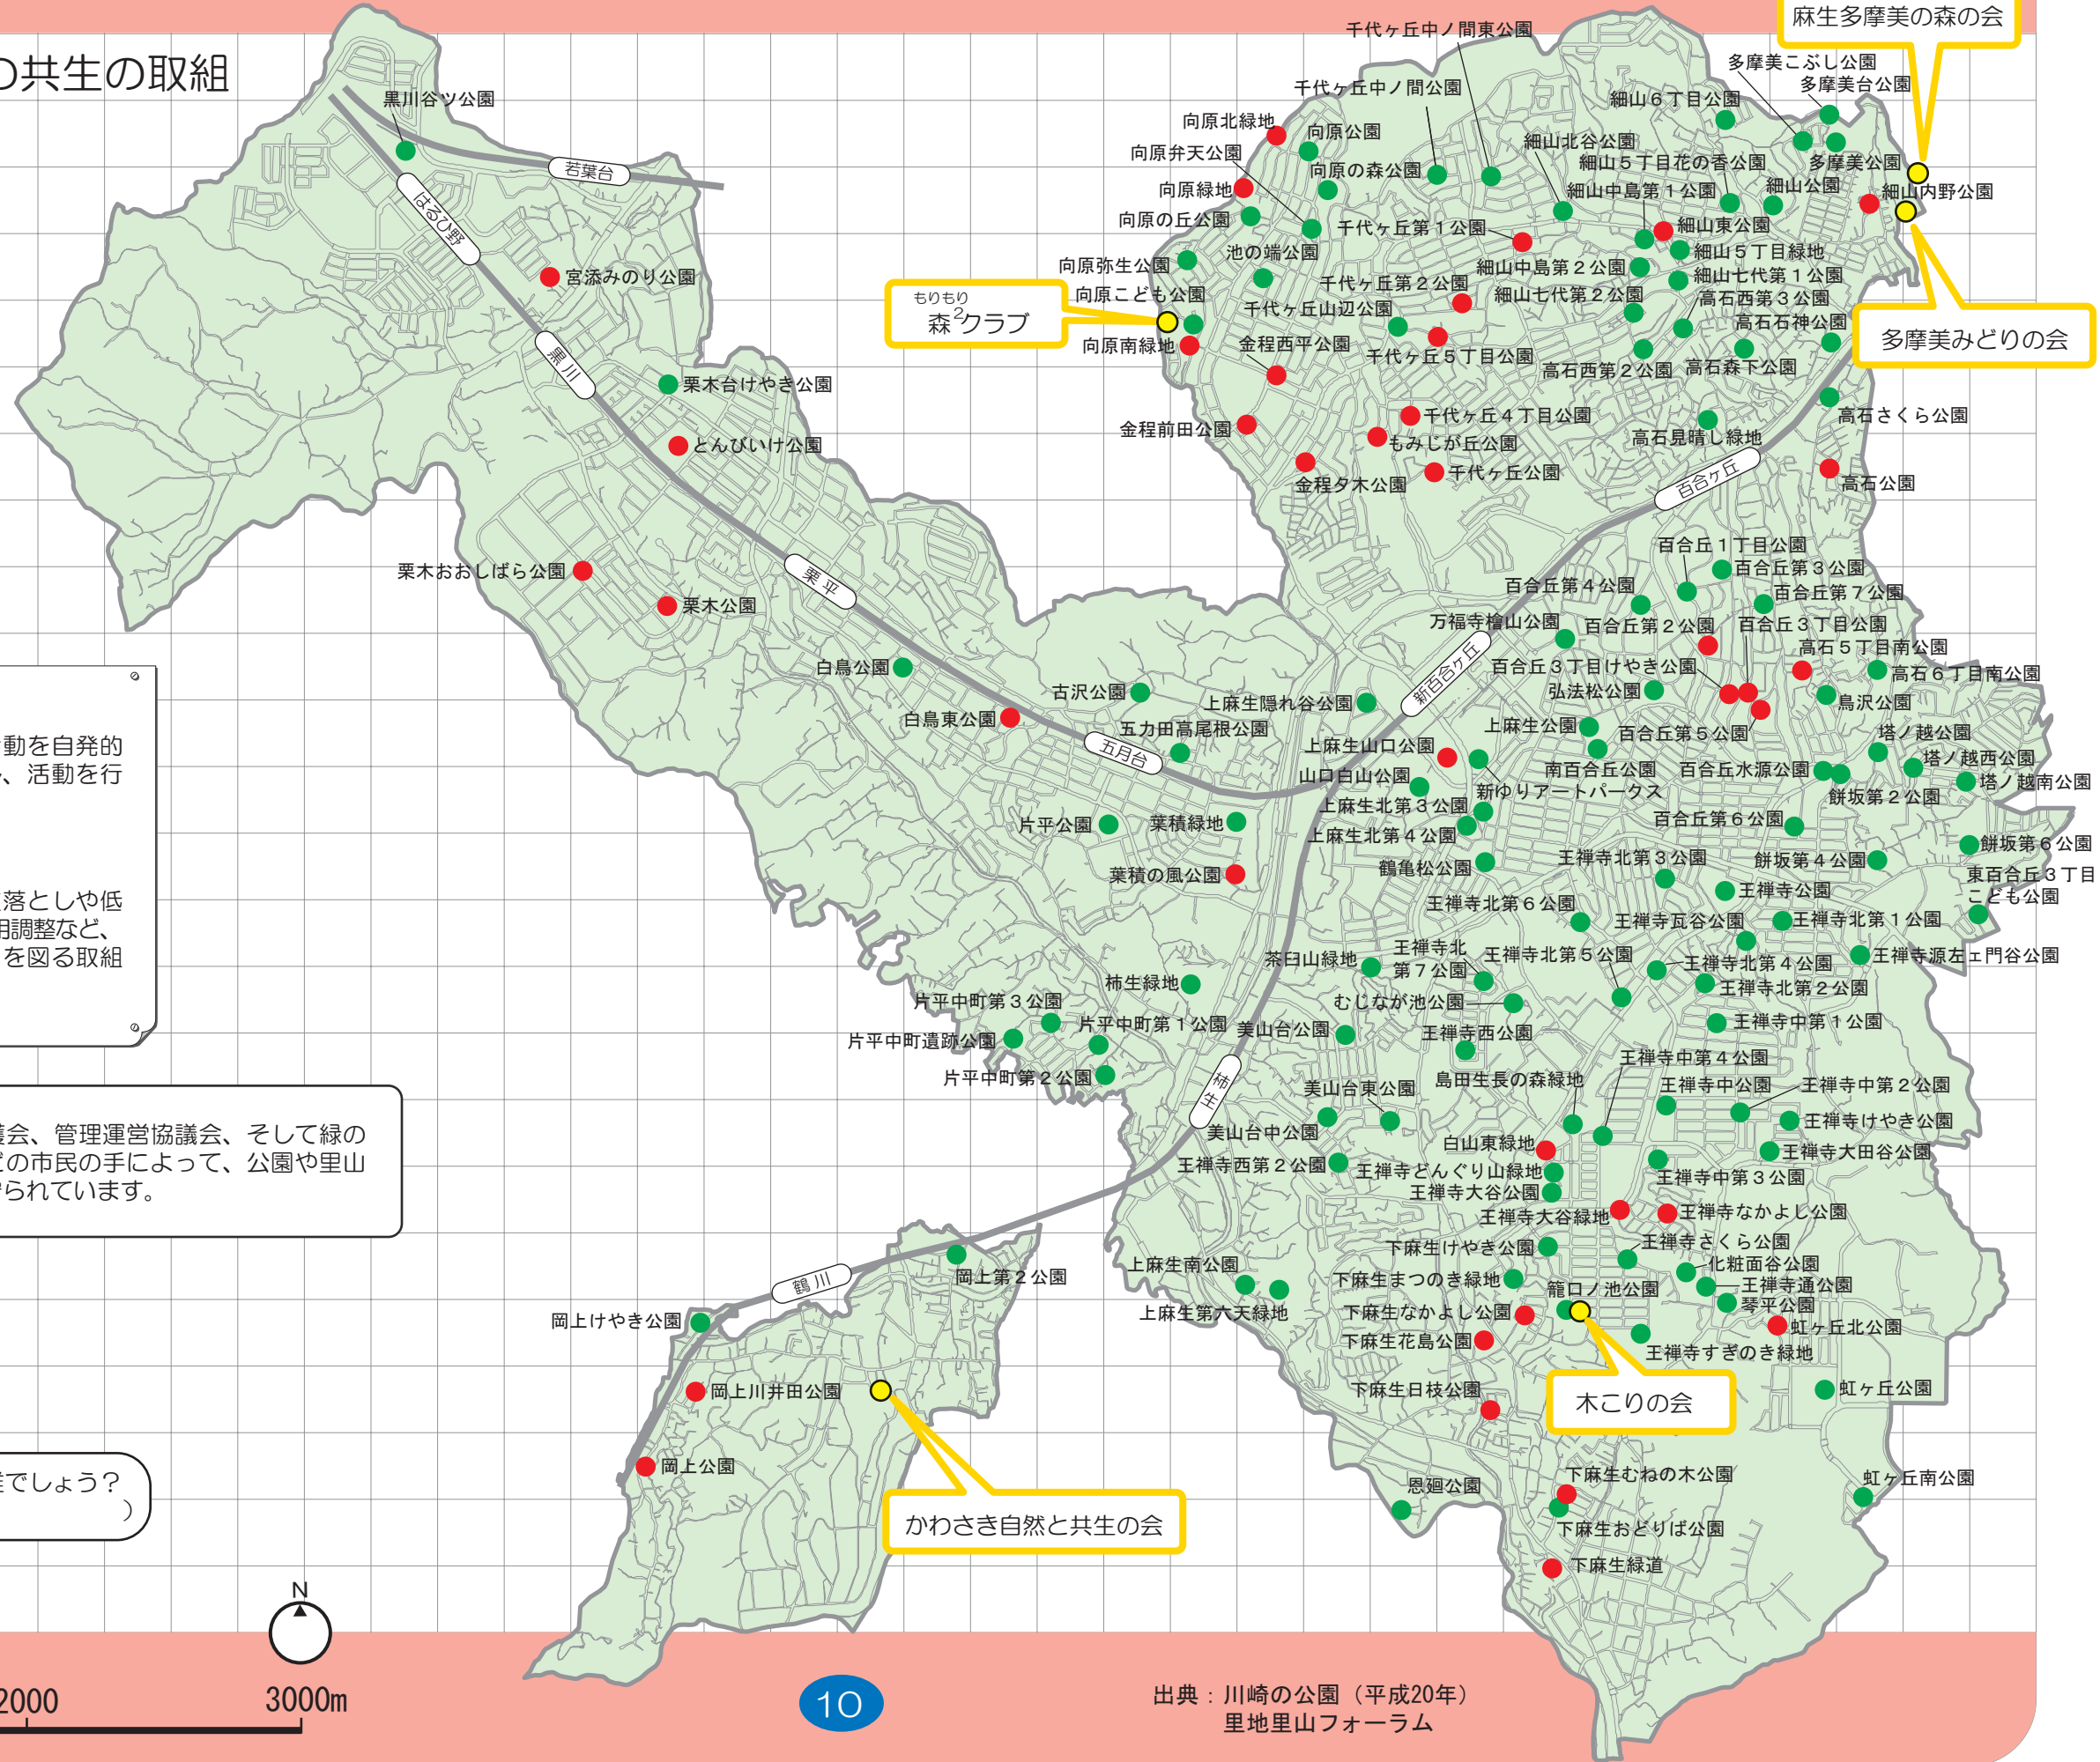 の共生の取組
麻生多摩美の森の会
千代ヶ丘中ノ間東公園
多摩美こぶし公園
多摩美台公園
黒川谷ツ公園
千代ヶ丘中ノ間公園
細山6丁目公園
向原北緑地
向原公園
細山北谷公園
向原弁天公園
細山5丁目花の香公園
多摩美公園
若葉台
向原の森公園
向原緑地
細山中島第1公園
細山公園
細山内野公園
はるひ野
向原の丘公園
千代ヶ丘第1公園
細山東公園
池の端公園
細山5丁目緑地
向原弥生公園
細山中島第2公園
細山七代第1公園
宮添みのり公園
千代ヶ丘第2公園
向原こども公園
細山七代第2公園
高石西第3公園
もりもり
森2クラブ
千代ヶ丘山辺公園
高石石神公園
多摩美みどりの会
向原南緑地
金程西平公園
千代ヶ丘5丁目公園
高石西第2公園
高石森下公園
黒川
栗木台けやき公園
千代ヶ丘4丁目公園
高石さくら公園
金程前田公園
もみじが丘公園
高石見晴し緑地
とんびいけ公園
百合ヶ丘
金程夕木公園
千代ヶ丘公園
高石公園
百合丘1丁目公園
栗木おおしばら公園
栗平
百合丘第3公園
百合丘第4公園
百合丘第7公園
栗木公園
万福寺檜山公園
百合丘第2公園
百合丘3丁目公園
高石5丁目南公園
白鳥公園
新百合ヶ丘
百合丘3丁目けやき公園
高石6丁目南公園
古沢公園
上麻生隠れ谷公園
弘法松公園
鳥沢公園
白鳥東公園
五力田高尾根公園
上麻生公園
百合丘第5公園
塔ノ越公園
動を自発的
五月台
上麻生山口公園
塔ノ越西公園
、活動を行
山口白山公園
南百合丘公園
百合丘水源公園
塔ノ越南公園
新ゆりアートパークス
餅坂第2公園
上麻生北第3公園
片平公園
葉積緑地
上麻生北第4公園
百合丘第6公園
餅坂第6公園
鶴亀松公園
王禅寺北第3公園
餅坂第4公園
葉積の風公園
東百合丘3丁目
こども公園
落としや低
王禅寺公園
王禅寺北第6公園
用調整など、
王禅寺瓦谷公園
王禅寺北第1公園
を図る取組
茶臼山緑地
王禅寺北
第7公園
王禅寺北第5公園
王禅寺源左ェ門谷公園
王禅寺北第4公園
柿生緑地
王禅寺北第2公園
片平中町第3公園
むじなが池公園
片平中町第1公園
美山台公園
王禅寺西公園
王禅寺中第1公園
片平中町遺跡公園
王禅寺中第4公園
片平中町第2公園
柿生
美山台東公園
島田生長の森緑地
王禅寺中公園
王禅寺中第2公園
護会、管理運営協議会、そして緑の
どの市民の手によって、公園や里山
られています。
美山台中公園
白山東緑地
王禅寺けやき公園
王禅寺大田谷公園
王禅寺西第2公園
王禅寺どんぐり山緑地
王禅寺中第3公園
王禅寺大谷公園
王禅寺大谷緑地
王禅寺なかよし公園
下麻生けやき公園
王禅寺さくら公園
上麻生南公園
化粧面谷公園
鶴川
岡上第2公園
下麻生まつのき緑地
籠口ノ池公園
王禅寺通公園
上麻生第六天緑地
下麻生なかよし公園
琴平公園
岡上けやき公園
虹ヶ丘北公園
下麻生花島公園
王禅寺すぎのき緑地
岡上川井田公園
下麻生日枝公園
木こりの会
虹ヶ丘公園
岡上公園
誰でしょう?
)
下麻生むねの木公園
恩廻公園
虹ヶ丘南公園
かわさき自然と共生の会
下麻生おどりば公園
下麻生緑道
N
2000
3000m
10
出典：川崎の公園（平成20年）
里地里山フォーラム